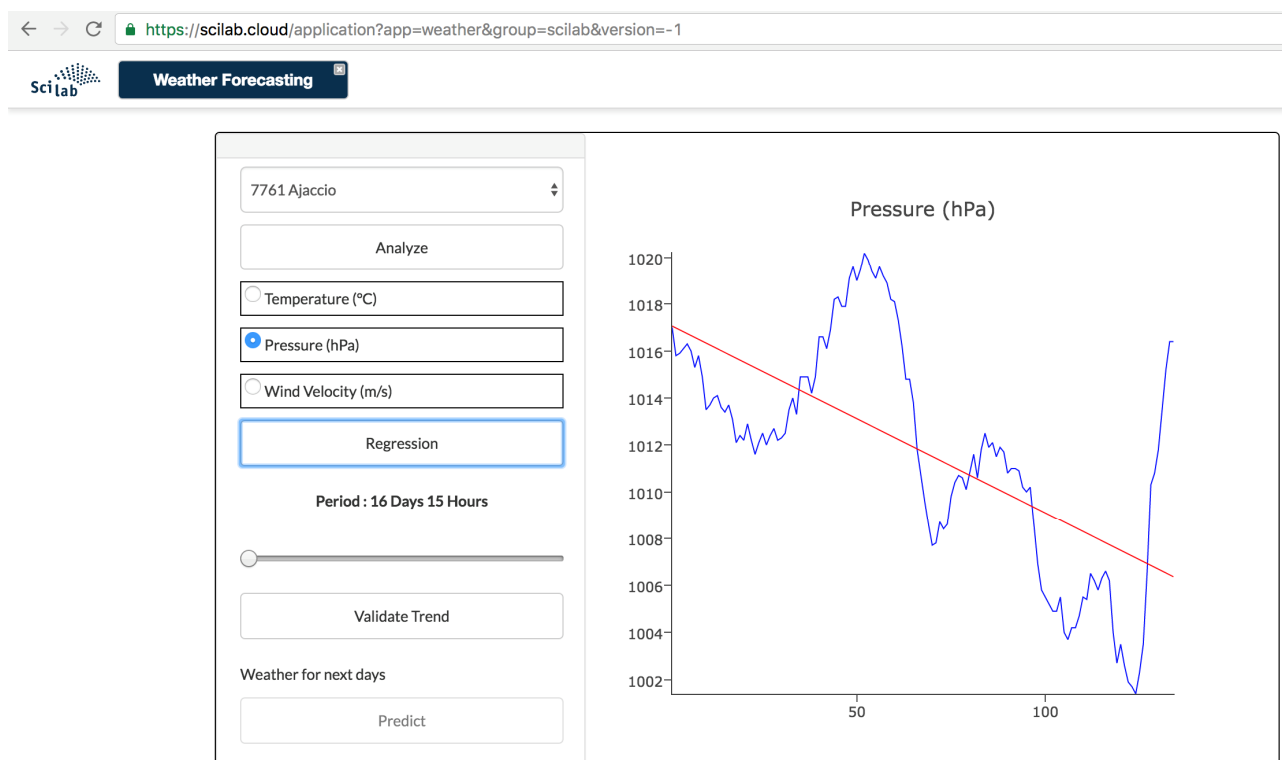 https://scilab.cloud/application?app=weather&group=scilab&version=-1
Scilab
Weather Forecasting
7761 Ajaccio
Analyze
Temperature (ºC)
Pressure (hPa)
Wind Velocity (m/s)
Regression
Period : 16 Days 15 Hours
Validate Trend
Weather for next days
Predict
Pressure (hPa)
1020
1018
1016
1014
1012
1010
1008
1006
1004
1002
50
100